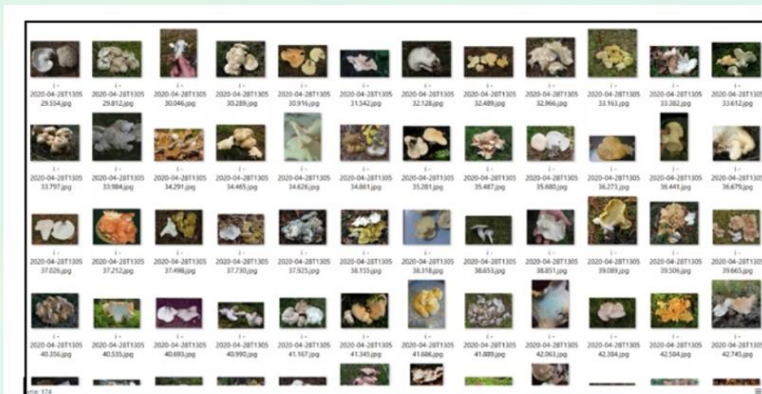 i - i - i - i - i - i - i - i - i - i - i - i -
2020-04-28T1305 2020-04-28T1305 2020-04-28T1305 2020-04-28T1305 2020-04-28T1305 2020-04-28T1305 2020-04-28T1305 2020-04-28T1305 2020-04-28T1305 2020-04-28T1305 2020-04-28T1305 2020-04-28T1305
29.554.jpg 29.812.jpg 30.046.jpg 30.289.jpg 30.916.jpg 31.542.jpg 32.128.jpg 32.489.jpg 32.966.jpg 33.163.jpg 33.382.jpg 33.612.jpg
i - i - i - i - i - i - i - i - i - i - i - i -
2020-04-28T1305 2020-04-28T1305 2020-04-28T1305 2020-04-28T1305 2020-04-28T1305 2020-04-28T1305 2020-04-28T1305 2020-04-28T1305 2020-04-28T1305 2020-04-28T1305 2020-04-28T1305 2020-04-28T1305
33.797.jpg 33.984.jpg 34.291.jpg 34.465.jpg 34.626.jpg 34.861.jpg 35.281.jpg 35.487.jpg 35.680.jpg 36.273.jpg 36.441.jpg 36.679.jpg
i - i - i - i - i - i - i - i - i - i - i - i -
2020-04-28T1305 2020-04-28T1305 2020-04-28T1305 2020-04-28T1305 2020-04-28T1305 2020-04-28T1305 2020-04-28T1305 2020-04-28T1305 2020-04-28T1305 2020-04-28T1305 2020-04-28T1305 2020-04-28T1305
37.026.jpg 37.212.jpg 37.498.jpg 37.730.jpg 37.925.jpg 38.155.jpg 38.318.jpg 38.653.jpg 38.851.jpg 39.089.jpg 39.506.jpg 39.665.jpg
i - i - i - i - i - i - i - i - i - i - i - i -
2020-04-28T1305 2020-04-28T1305 2020-04-28T1305 2020-04-28T1305 2020-04-28T1305 2020-04-28T1305 2020-04-28T1305 2020-04-28T1305 2020-04-28T1305 2020-04-28T1305 2020-04-28T1305 2020-04-28T1305
40.356.jpg 40.535.jpg 40.693.jpg 40.990.jpg 41.167.jpg 41.345.jpg 41.686.jpg 41.889.jpg 42.063.jpg 42.384.jpg 42.584.jpg 42.745.jpg
374